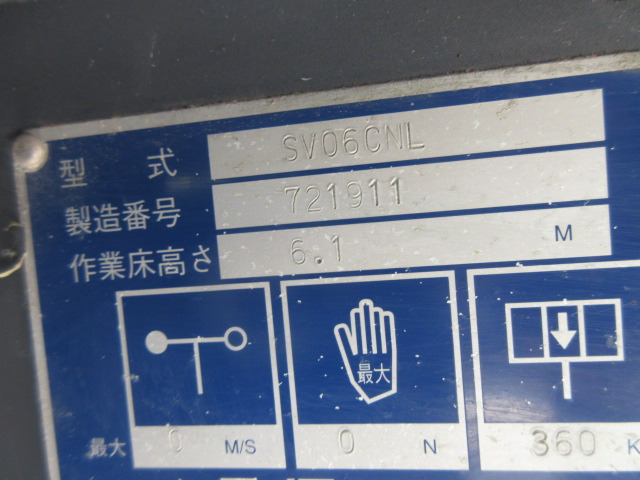 型 式 SV06CNL
製造番号 721911
作業床高さ 6.1 M
最大
最大 0 M/S 0 N 360 K